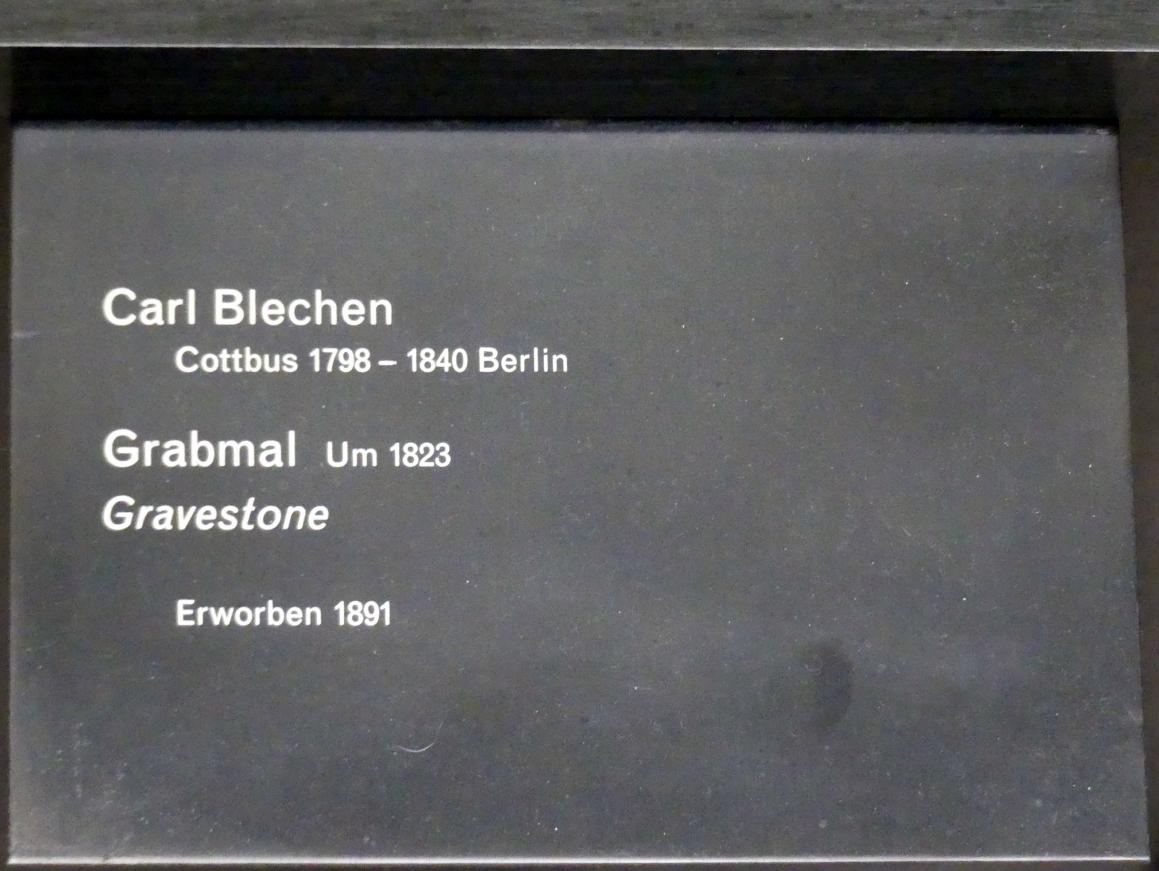 Carl Blechen
Cottbus 1798 – 1840 Berlin
Grabmal Um 1823
Gravestone
Erworben 1891